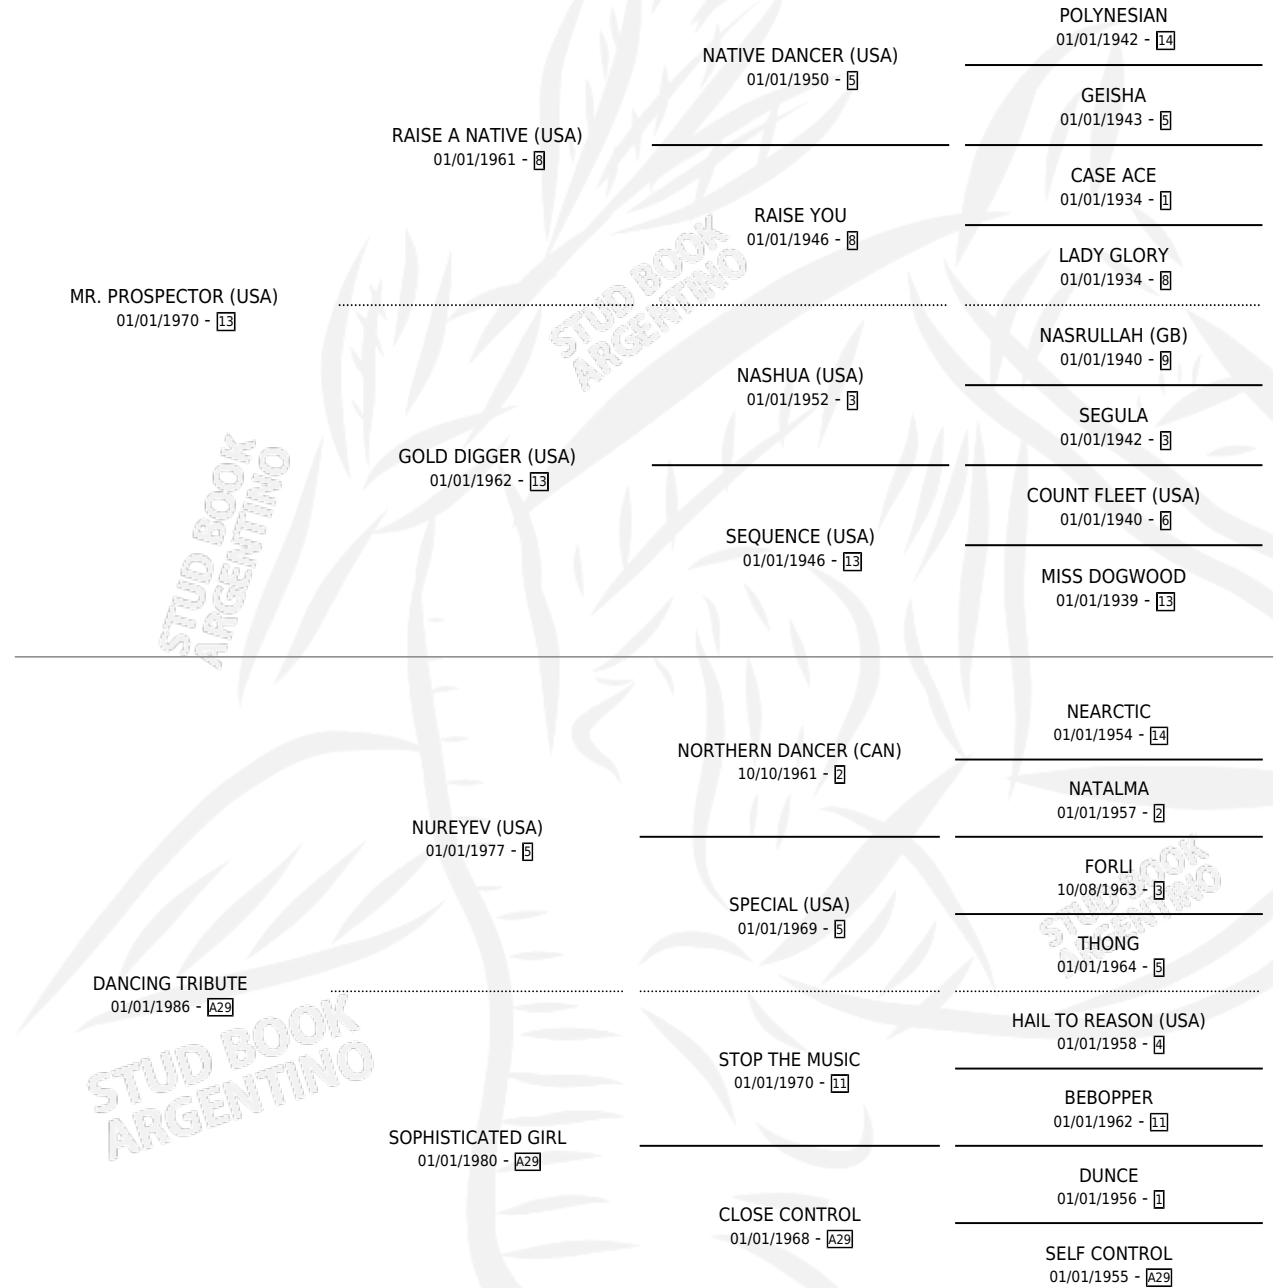 POLYNESIAN
01/01/1942 - 14
NATIVE DANCER (USA)
01/01/1950 - 5
GEISHA
01/01/1943 - 5
RAISE A NATIVE (USA)
01/01/1961 - 8
CASE ACE
01/01/1934 - 1
RAISE YOU
01/01/1946 - 8
LADY GLORY
01/01/1934 - 8
MR. PROSPECTOR (USA)
01/01/1970 - 13
NASRULLAH (GB)
01/01/1940 - 9
NASHUA (USA)
01/01/1952 - 3
SEGULA
01/01/1942 - 3
GOLD DIGGER (USA)
01/01/1962 - 13
COUNT FLEET (USA)
01/01/1940 - 6
SEQUENCE (USA)
01/01/1946 - 13
MISS DOGWOOD
01/01/1939 - 13
STUD BOOK
ARGENTINO
STUD BOOK
ARGENTINO
NEARCTIC
01/01/1954 - 14
NORTHERN DANCER (CAN)
10/10/1961 - 2
NATALMA
01/01/1957 - 2
NUREYEV (USA)
01/01/1977 - 5
FORLI
10/08/1963 - 3
SPECIAL (USA)
01/01/1969 - 5
THONG
01/01/1964 - 5
DANCING TRIBUTE
01/01/1986 - A29
HAIL TO REASON (USA)
01/01/1958 - 4
STOP THE MUSIC
01/01/1970 - 11
BEBOPPER
01/01/1962 - 11
SOPHISTICATED GIRL
01/01/1980 - A29
DUNCE
01/01/1956 - 1
CLOSE CONTROL
01/01/1968 - A29
SELF CONTROL
01/01/1955 - A29
STUD BOOK
ARGENTINO
STUD BOOK
ARGENTINO